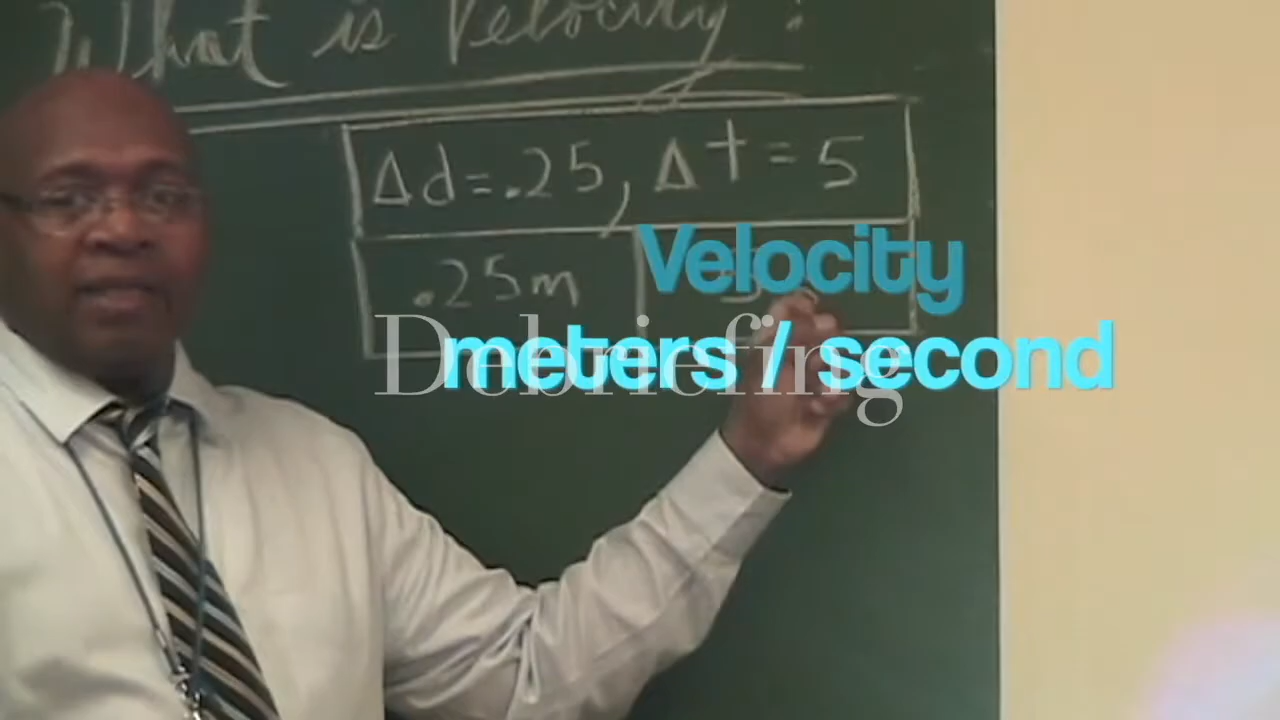 What is Velocity?
Δd=.25, Δt=5
.25m
Velocity
meters / second
Debriefing